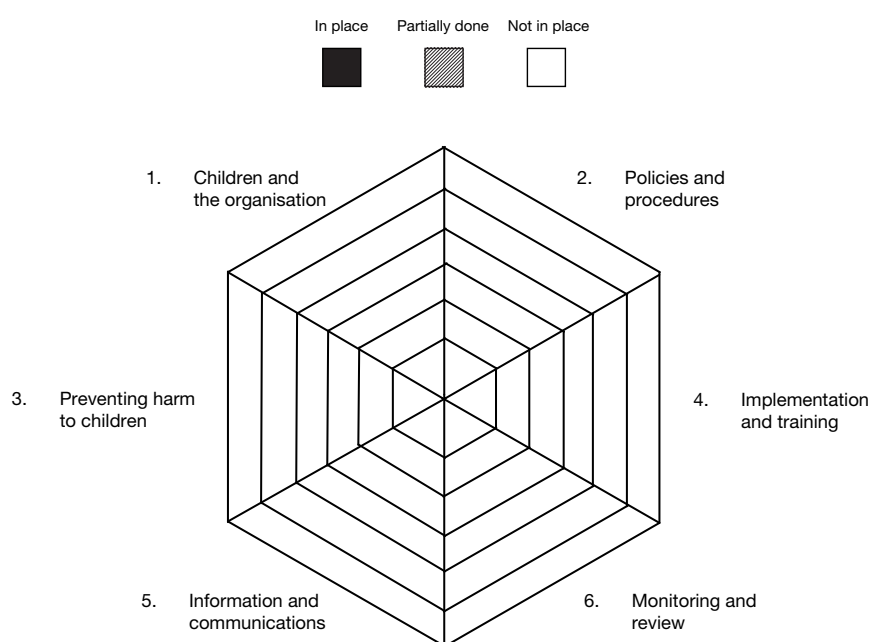 In place Partially done Not in place
1. Children and
the organisation
2. Policies and
procedures
3. Preventing harm
to children
4. Implementation
and training
5. Information and
communications
6. Monitoring and
review